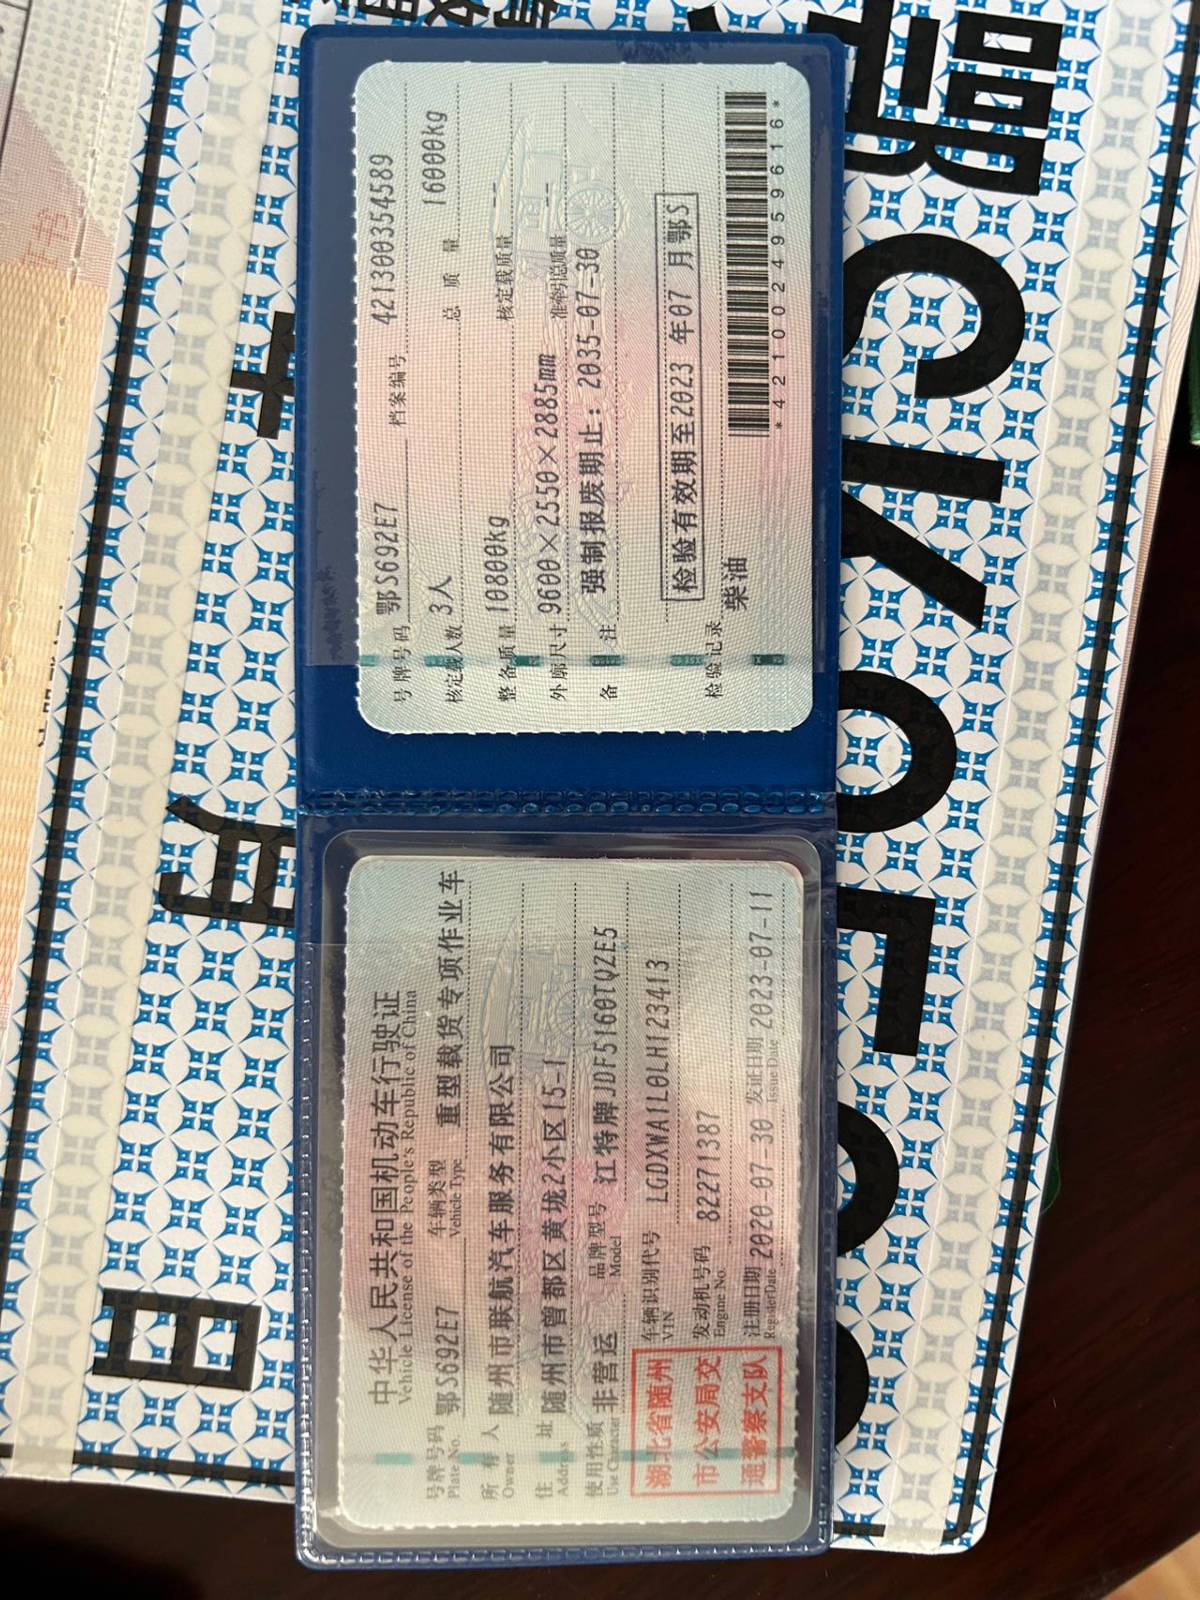 中华人民共和国机动车行驶证
Vehicle License of the People's Republic of China
号牌号码 鄂S692E7 车辆类型 重型载货专项作业车
Plate No. Vehicle Type
所有人 随州市联航汽车服务有限公司
Owner
住址 随州市曾都区黄垅2小区15-1
Address
使用性质 非营运 品牌型号 江特牌JDF5160TQZE5
Use Character Model
湖北省随州
市公安局交
通警察支队
车辆识别代号 LGDXWA1L0LH123413
VIN
发动机号码 82271387
Engine No.
注册日期 2020-07-30 发证日期 2023-07-11
Register Date Issue Date
号牌号码 鄂S692E7 档案编号 421300354589
核定载人数 3人 总质量 16000kg
整备质量 10800kg 核定载质量 --
外廓尺寸 9600×2550×2885mm 准牵引总质量 --
备注 强制报废期止：2035-07-30
检验有效期至2023 年07 月鄂S
检验记录
柴油
*4210024959616*